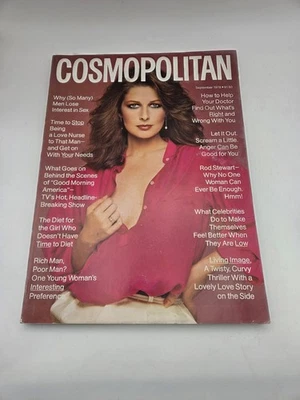 COSMOPOLITAN
September 1979
Why (So Many)
Men Lose
Interest in Sex
Time to Stop
Being
a Love Nurse
to That Man—
and Get on
With Your Needs
What Goes on
Behind the Scenes
of "Good Morning
America"—
TV's Hot, Headline-
Breaking Show
The Diet for
the Girl Who
Doesn't Have
Time to Diet
Rich Man,
Poor Man?
One Young Woman's
Interesting
Preference
How to Help
Your Doctor
Find Out What's
Right and
Wrong With You
Let It Out.
Scream a Little.
Anger Can Be
Good for You
Rod Stewart—
Why No One
Woman Can
Ever Be Enough.
Hmm!
What Celebrities
Do to Make
Themselves
Feel Better When
They Are Low
Living Image,
A Twisty, Curvy
Thriller With a
Lovely Love Story
on the Side